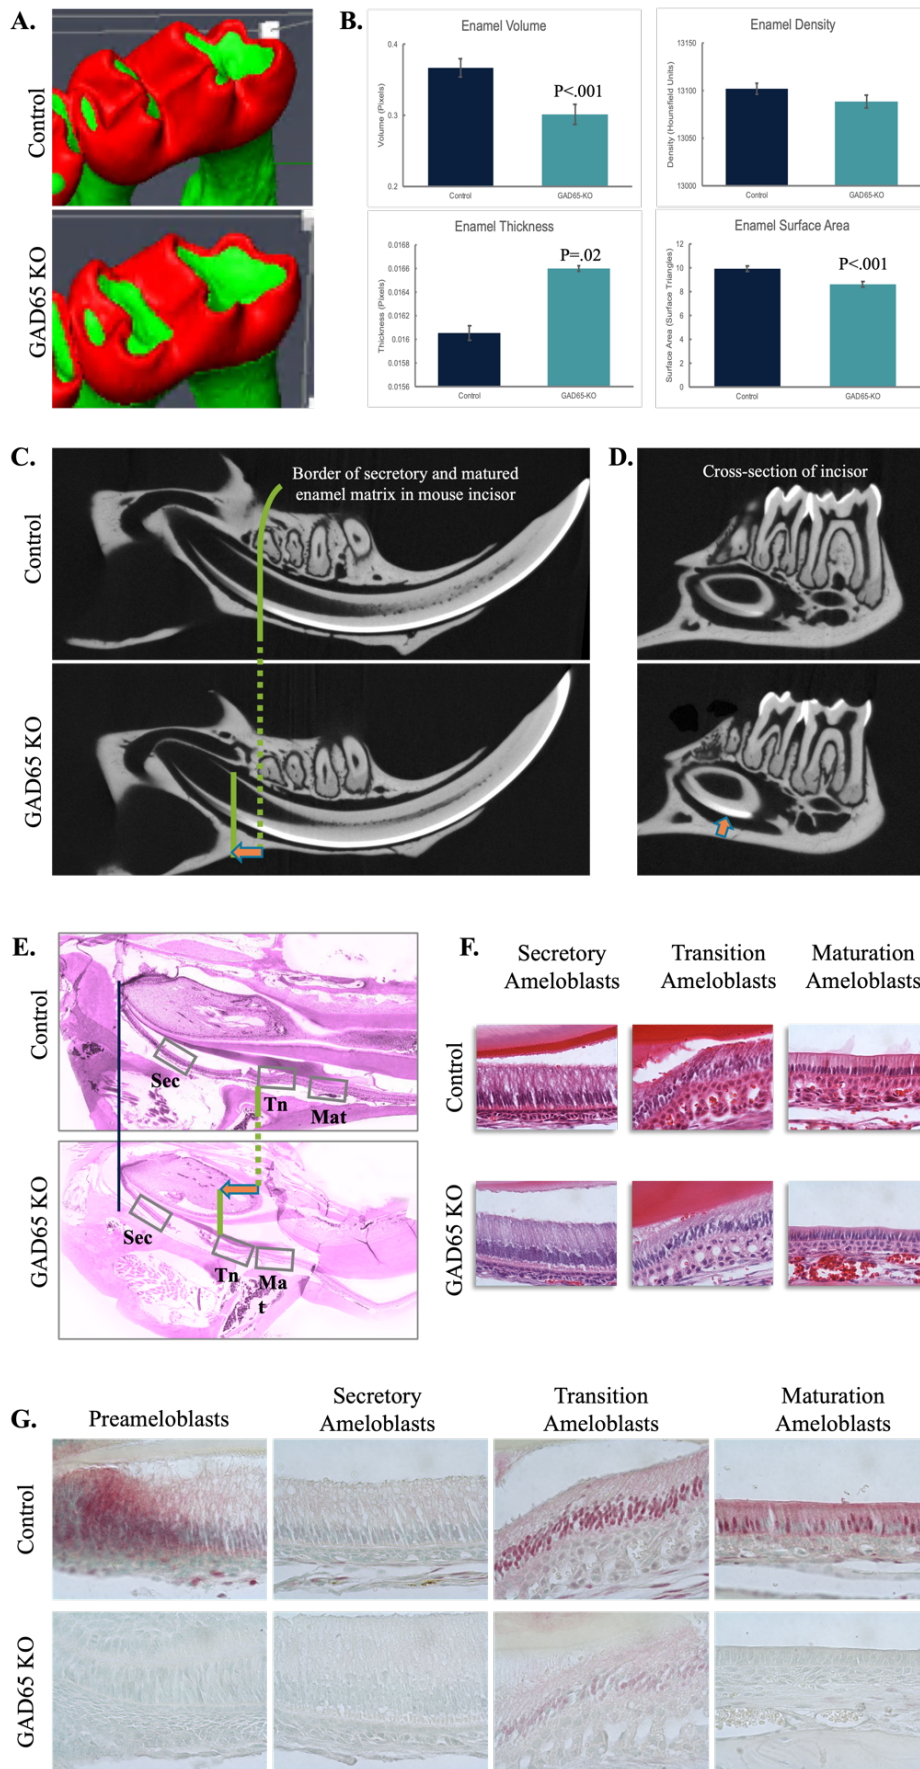 A.
Control
GAD65 KO
B.
Enamel Volume
Volume (Pixels)
0.4
0.3
0.2
P<.001
Control
GAD65-KO
Enamel Density
Density (Hounsfield Units)
13150
13100
13050
13000
Control
GAD65-KO
Enamel Thickness
Thickness (Pixels)
0.0168
0.0166
0.0164
0.0162
0.016
0.0158
0.0156
P=.02
Control
GAD65-KO
Enamel Surface Area
Surface Area (Surface Triangles)
12
10
8
6
4
2
0
P<.001
Control
GAD65-KO
C.
Control
GAD65 KO
Border of secretory and matured
enamel matrix in mouse incisor
D.
Cross-section of incisor
E.
Control
GAD65 KO
Sec
Tn
Mat
Sec
Tn
Ma
t
F.
Secretory
Ameloblasts
Transition
Ameloblasts
Maturation
Ameloblasts
Control
GAD65 KO
G.
Preameloblasts
Secretory
Ameloblasts
Transition
Ameloblasts
Maturation
Ameloblasts
Control
GAD65 KO